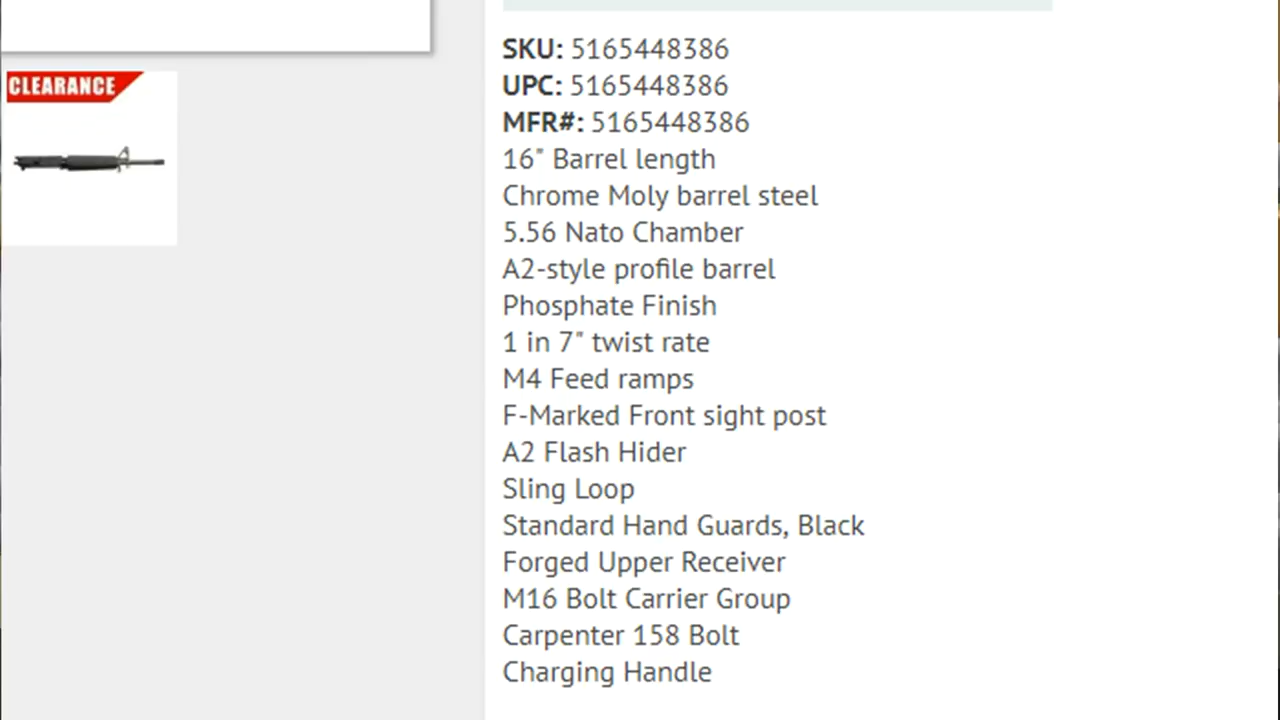 CLEARANCE
SKU: 5165448386
UPC: 5165448386
MFR#: 5165448386
16" Barrel length
Chrome Moly barrel steel
5.56 Nato Chamber
A2-style profile barrel
Phosphate Finish
1 in 7" twist rate
M4 Feed ramps
F-Marked Front sight post
A2 Flash Hider
Sling Loop
Standard Hand Guards, Black
Forged Upper Receiver
M16 Bolt Carrier Group
Carpenter 158 Bolt
Charging Handle